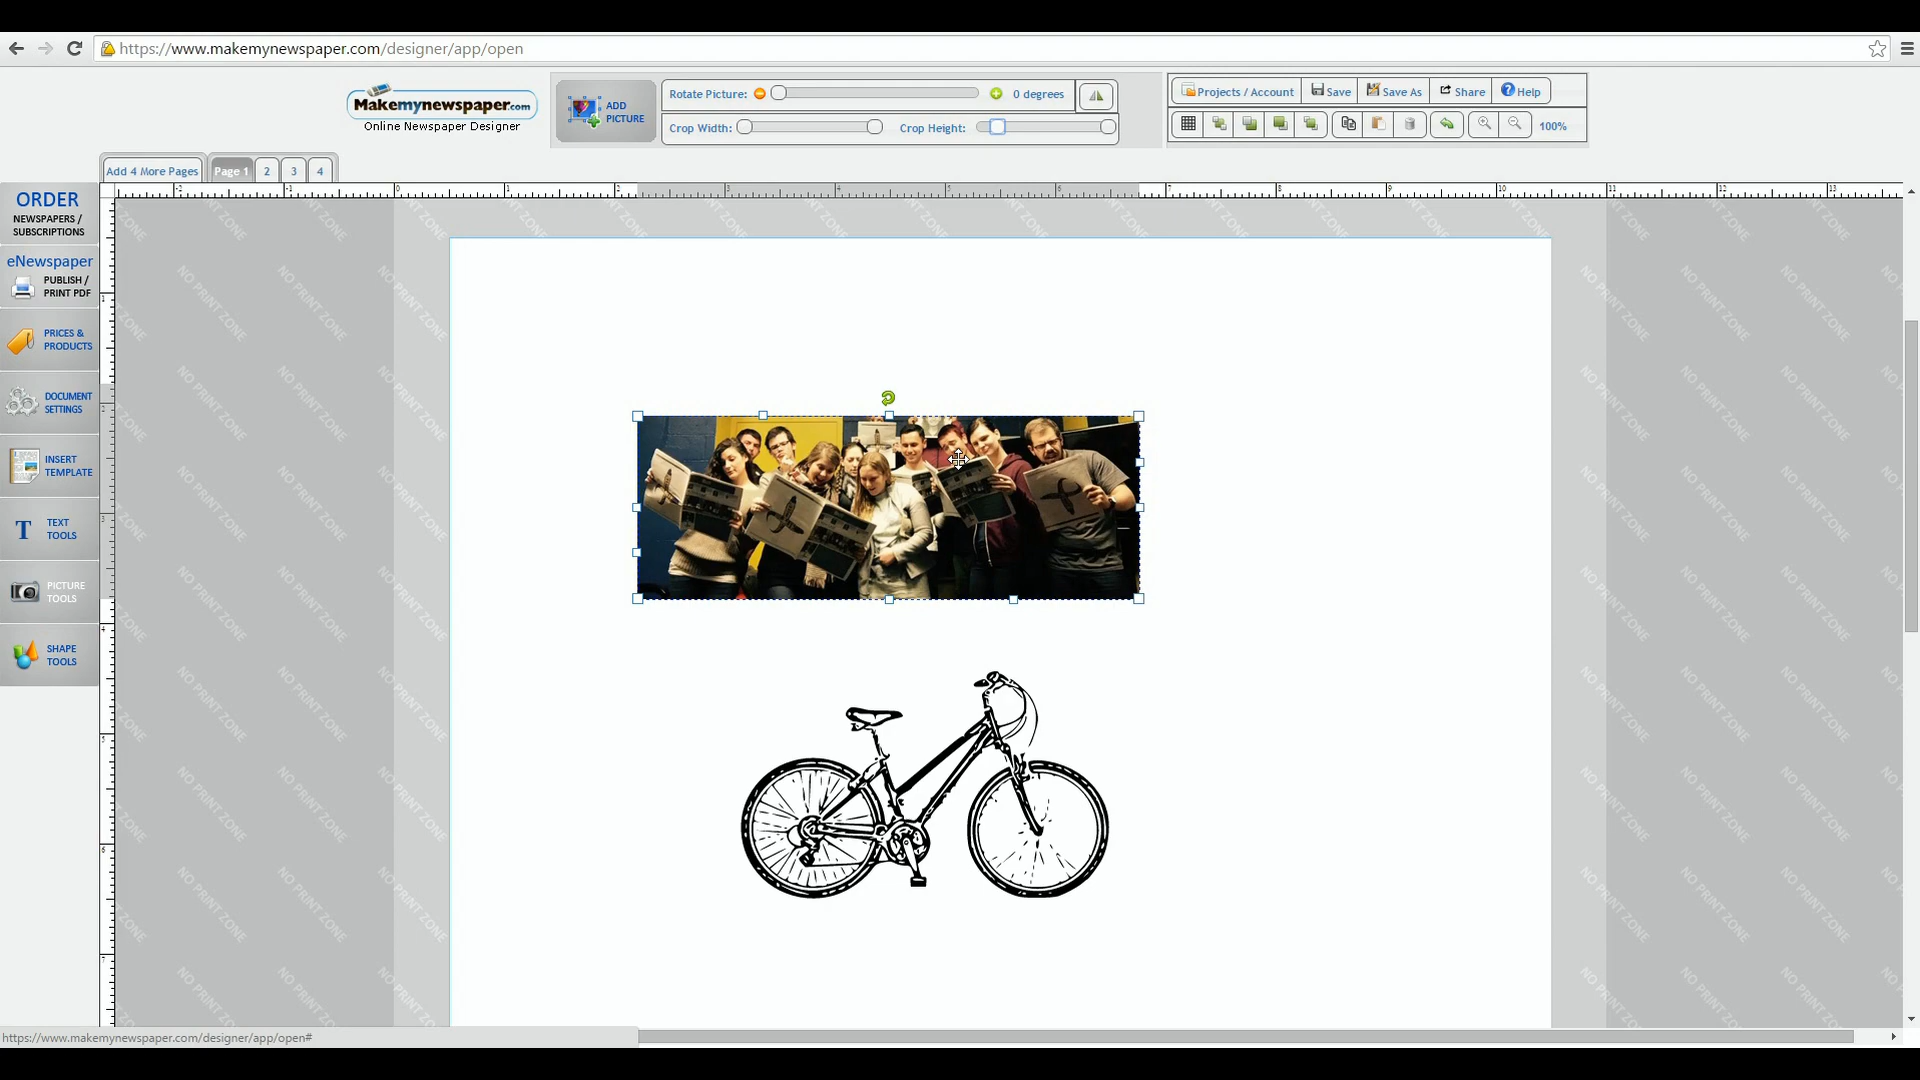 https://www.makemynewspaper.com/designer/app/open
Makemynewspaper.com
Online Newspaper Designer
ADD
PICTURE
Rotate Picture:
0 degrees
Crop Width:
Crop Height:
Projects / Account
Save
Save As
Share
Help
100%
Add 4 More Pages
Page 1
2
3
4
ORDER
NEWSPAPERS /
SUBSCRIPTIONS
eNewspaper
PUBLISH /
PRINT PDF
PRICES &
PRODUCTS
DOCUMENT
SETTINGS
INSERT
TEMPLATE
T
TEXT
TOOLS
PICTURE
TOOLS
SHAPE
TOOLS
NO PRINT ZONE
https://www.makemynewspaper.com/designer/app/open#